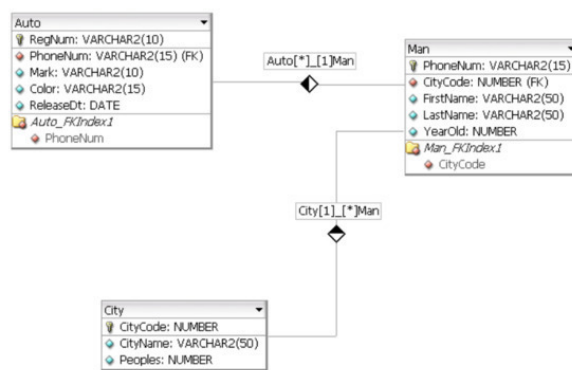 Auto
RegNum: VARCHAR2(10)
PhoneNum: VARCHAR2(15) (FK)
Mark: VARCHAR2(10)
Color: VARCHAR2(15)
ReleaseDt: DATE
Auto_FKIndex1
PhoneNum
Auto[*]_[1]Man
Man
PhoneNum: VARCHAR2(15)
CityCode: NUMBER (FK)
FirstName: VARCHAR2(50)
LastName: VARCHAR2(50)
YearOld: NUMBER
Man_FKIndex1
CityCode
City[1]_[*]Man
City
CityCode: NUMBER
CityName: VARCHAR2(50)
Peoples: NUMBER